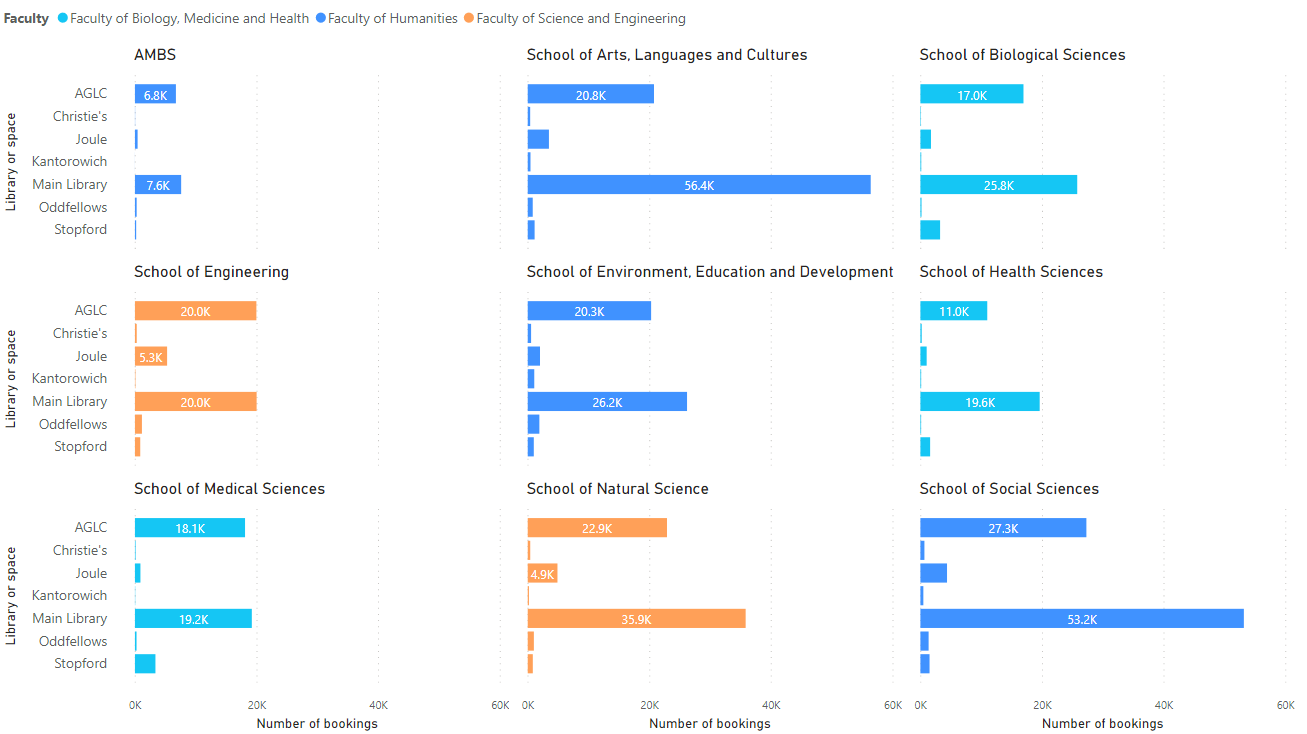 Faculty Faculty of Biology, Medicine and Health Faculty of Humanities Faculty of Science and Engineering
AMBS School of Arts, Languages and Cultures School of Biological Sciences
Library or space
AGLC 6.8K 20.8K 17.0K
Christie's
Joule
Kantorowich
Main Library 7.6K 56.4K 25.8K
Oddfellows
Stopford
School of Engineering School of Environment, Education and Development School of Health Sciences
Library or space
AGLC 20.0K 20.3K 11.0K
Christie's
Joule 5.3K
Kantorowich
Main Library 20.0K 26.2K 19.6K
Oddfellows
Stopford
School of Medical Sciences School of Natural Science School of Social Sciences
Library or space
AGLC 18.1K 22.9K 27.3K
Christie's
Joule 4.9K
Kantorowich
Main Library 19.2K 35.9K 53.2K
Oddfellows
Stopford
0K 20K 40K 60K 0K 20K 40K 60K 0K 20K 40K 60K
Number of bookings Number of bookings Number of bookings